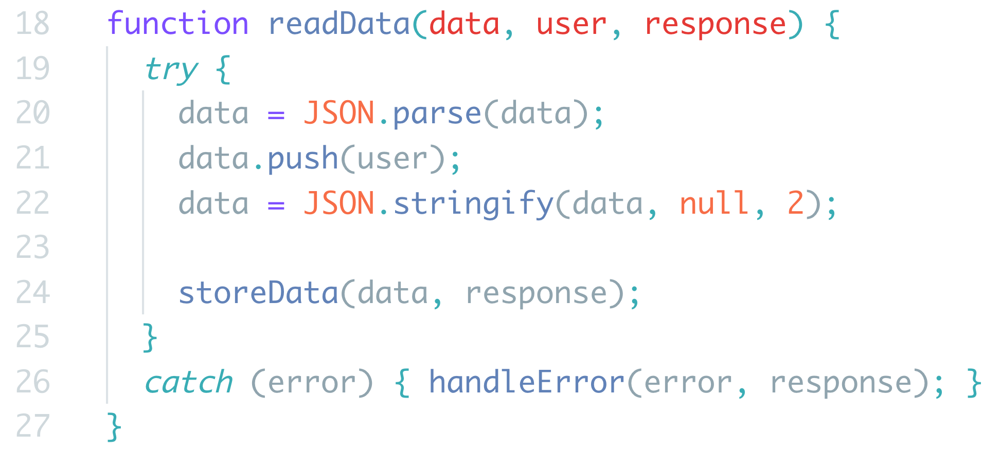 18 function readData(data, user, response) {
19 try {
20 data = JSON.parse(data);
21 data.push(user);
22 data = JSON.stringify(data, null, 2);
23
24 storeData(data, response);
25 }
26 catch (error) { handleError(error, response); }
27 }